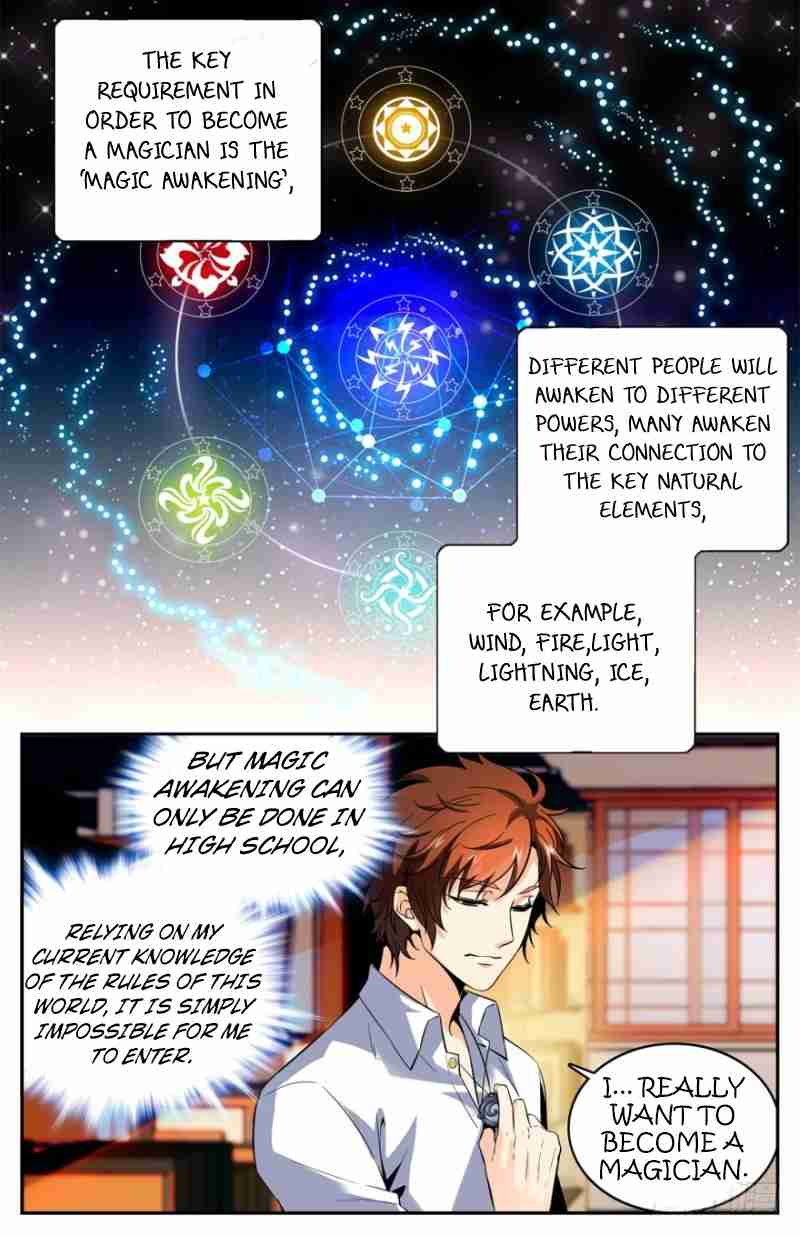 THE KEY
REQUIREMENT IN
ORDER TO BECOME
A MAGICIAN IS THE
'MAGIC AWAKENING',
DIFFERENT PEOPLE WILL
AWAKEN TO DIFFERENT
POWERS, MANY AWAKEN
THEIR CONNECTION TO
THE KEY NATURAL
ELEMENTS,
FOR EXAMPLE,
WIND, FIRE,LIGHT,
LIGHTNING, ICE,
EARTH.
BUT MAGIC
AWAKENING CAN
ONLY BE DONE IN
HIGH SCHOOL,
RELYING ON MY
CURRENT KNOWLEDGE
OF THE RULES OF THIS
WORLD, IT IS SIMPLY
IMPOSSIBLE FOR ME
TO ENTER.
I... REALLY
WANT TO
BECOME A
MAGICIAN.